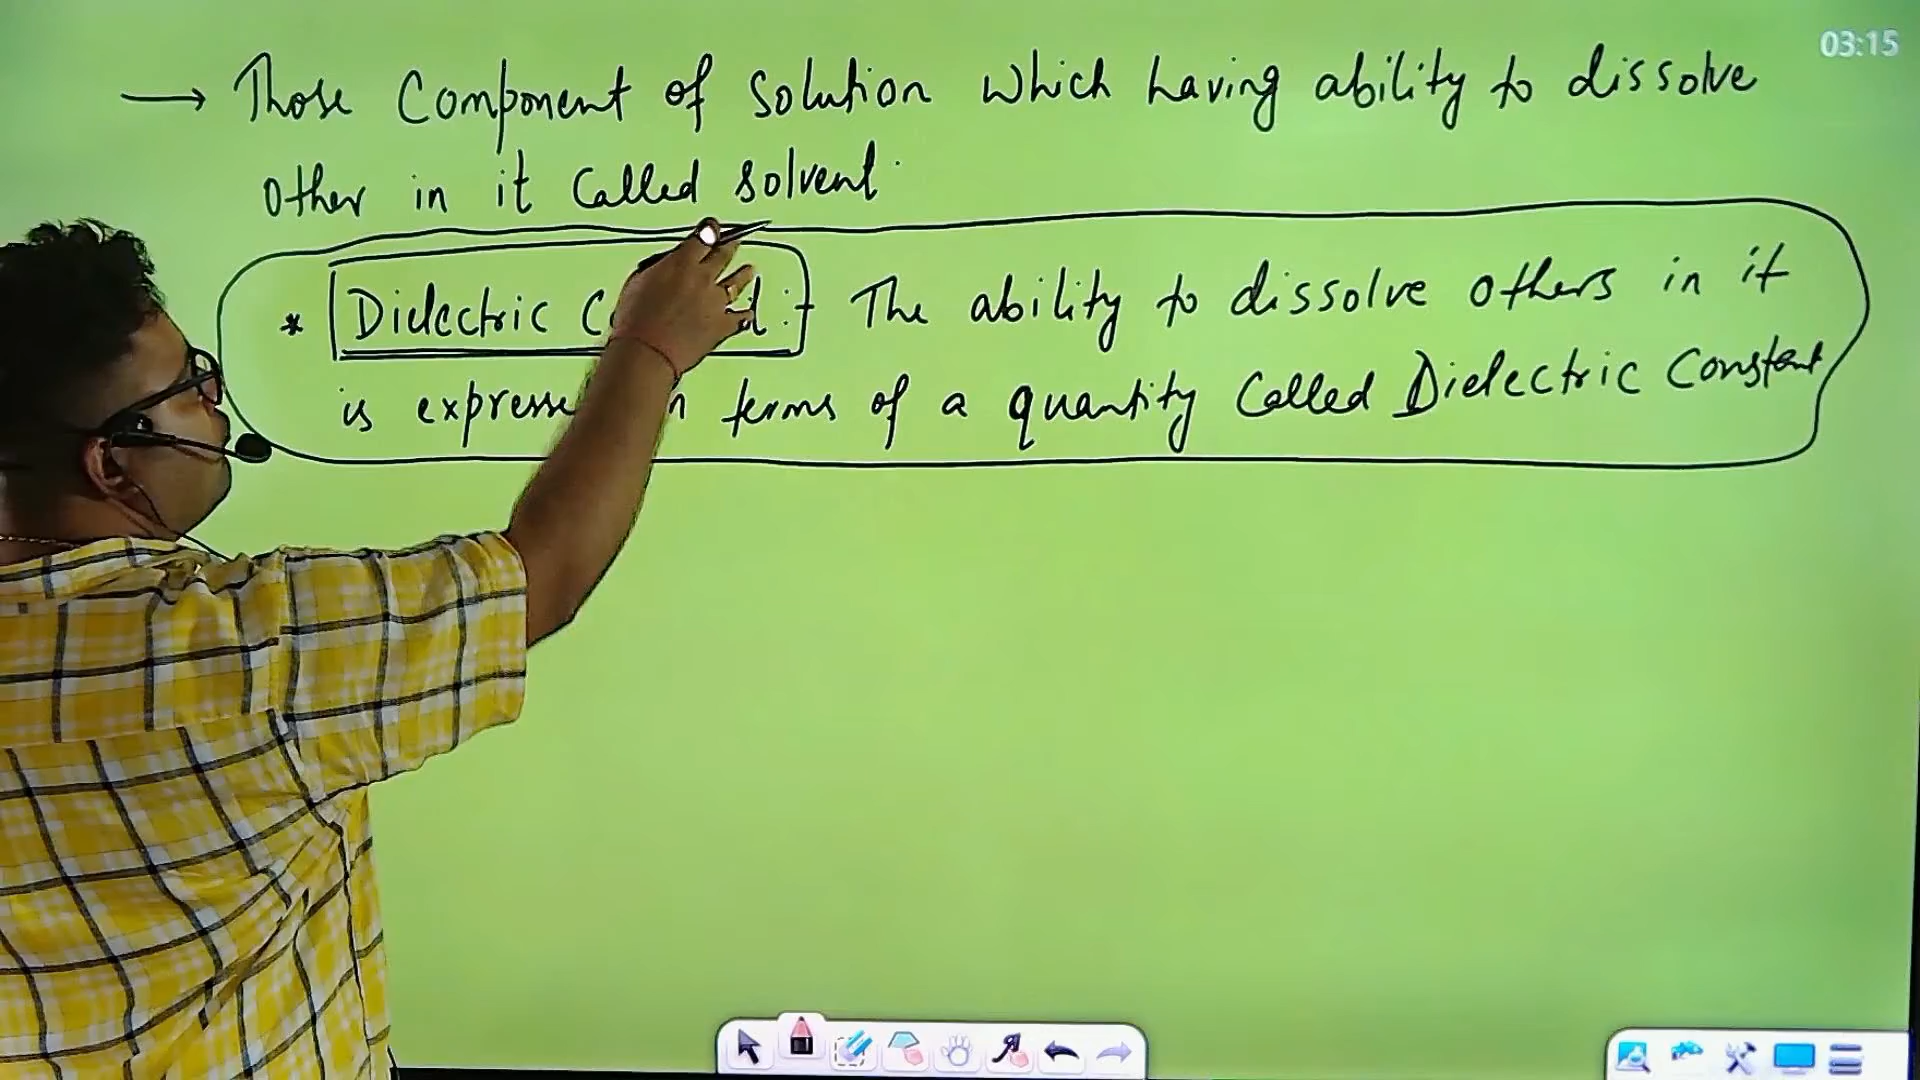 03:15
→ Those Component of Solution Which having ability to dissolve
other in it Called solvent.
* Dielectric :- The ability to dissolve others in it
is terms of a quantity Called Dielectric Constant